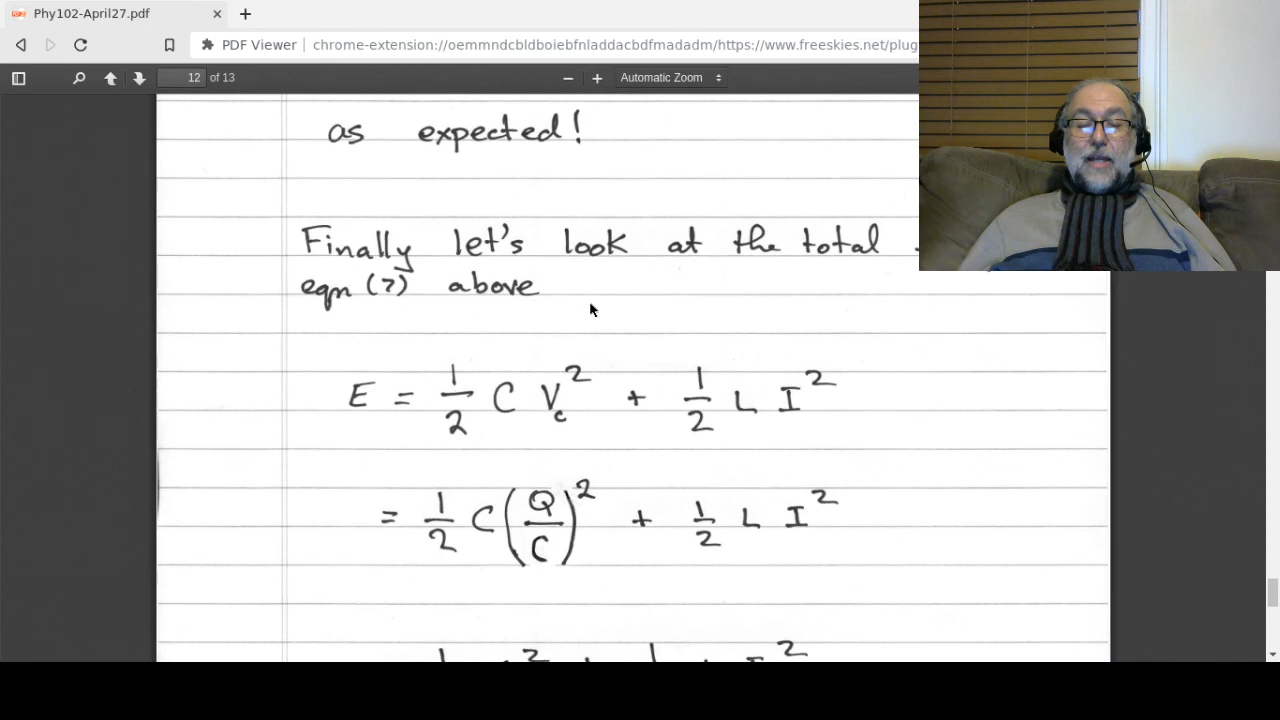 Phy102-April27.pdf
PDF Viewer chrome-extension://oemmndcbldboiebfnladdacbdfmadadm/https://www.freeskies.net/plug
12 of 13
Automatic Zoom
as expected!
Finally let's look at the total
eqn (7) above
E = 1/2 C V_c^2 + 1/2 L I^2
= 1/2 C (Q/C)^2 + 1/2 L I^2